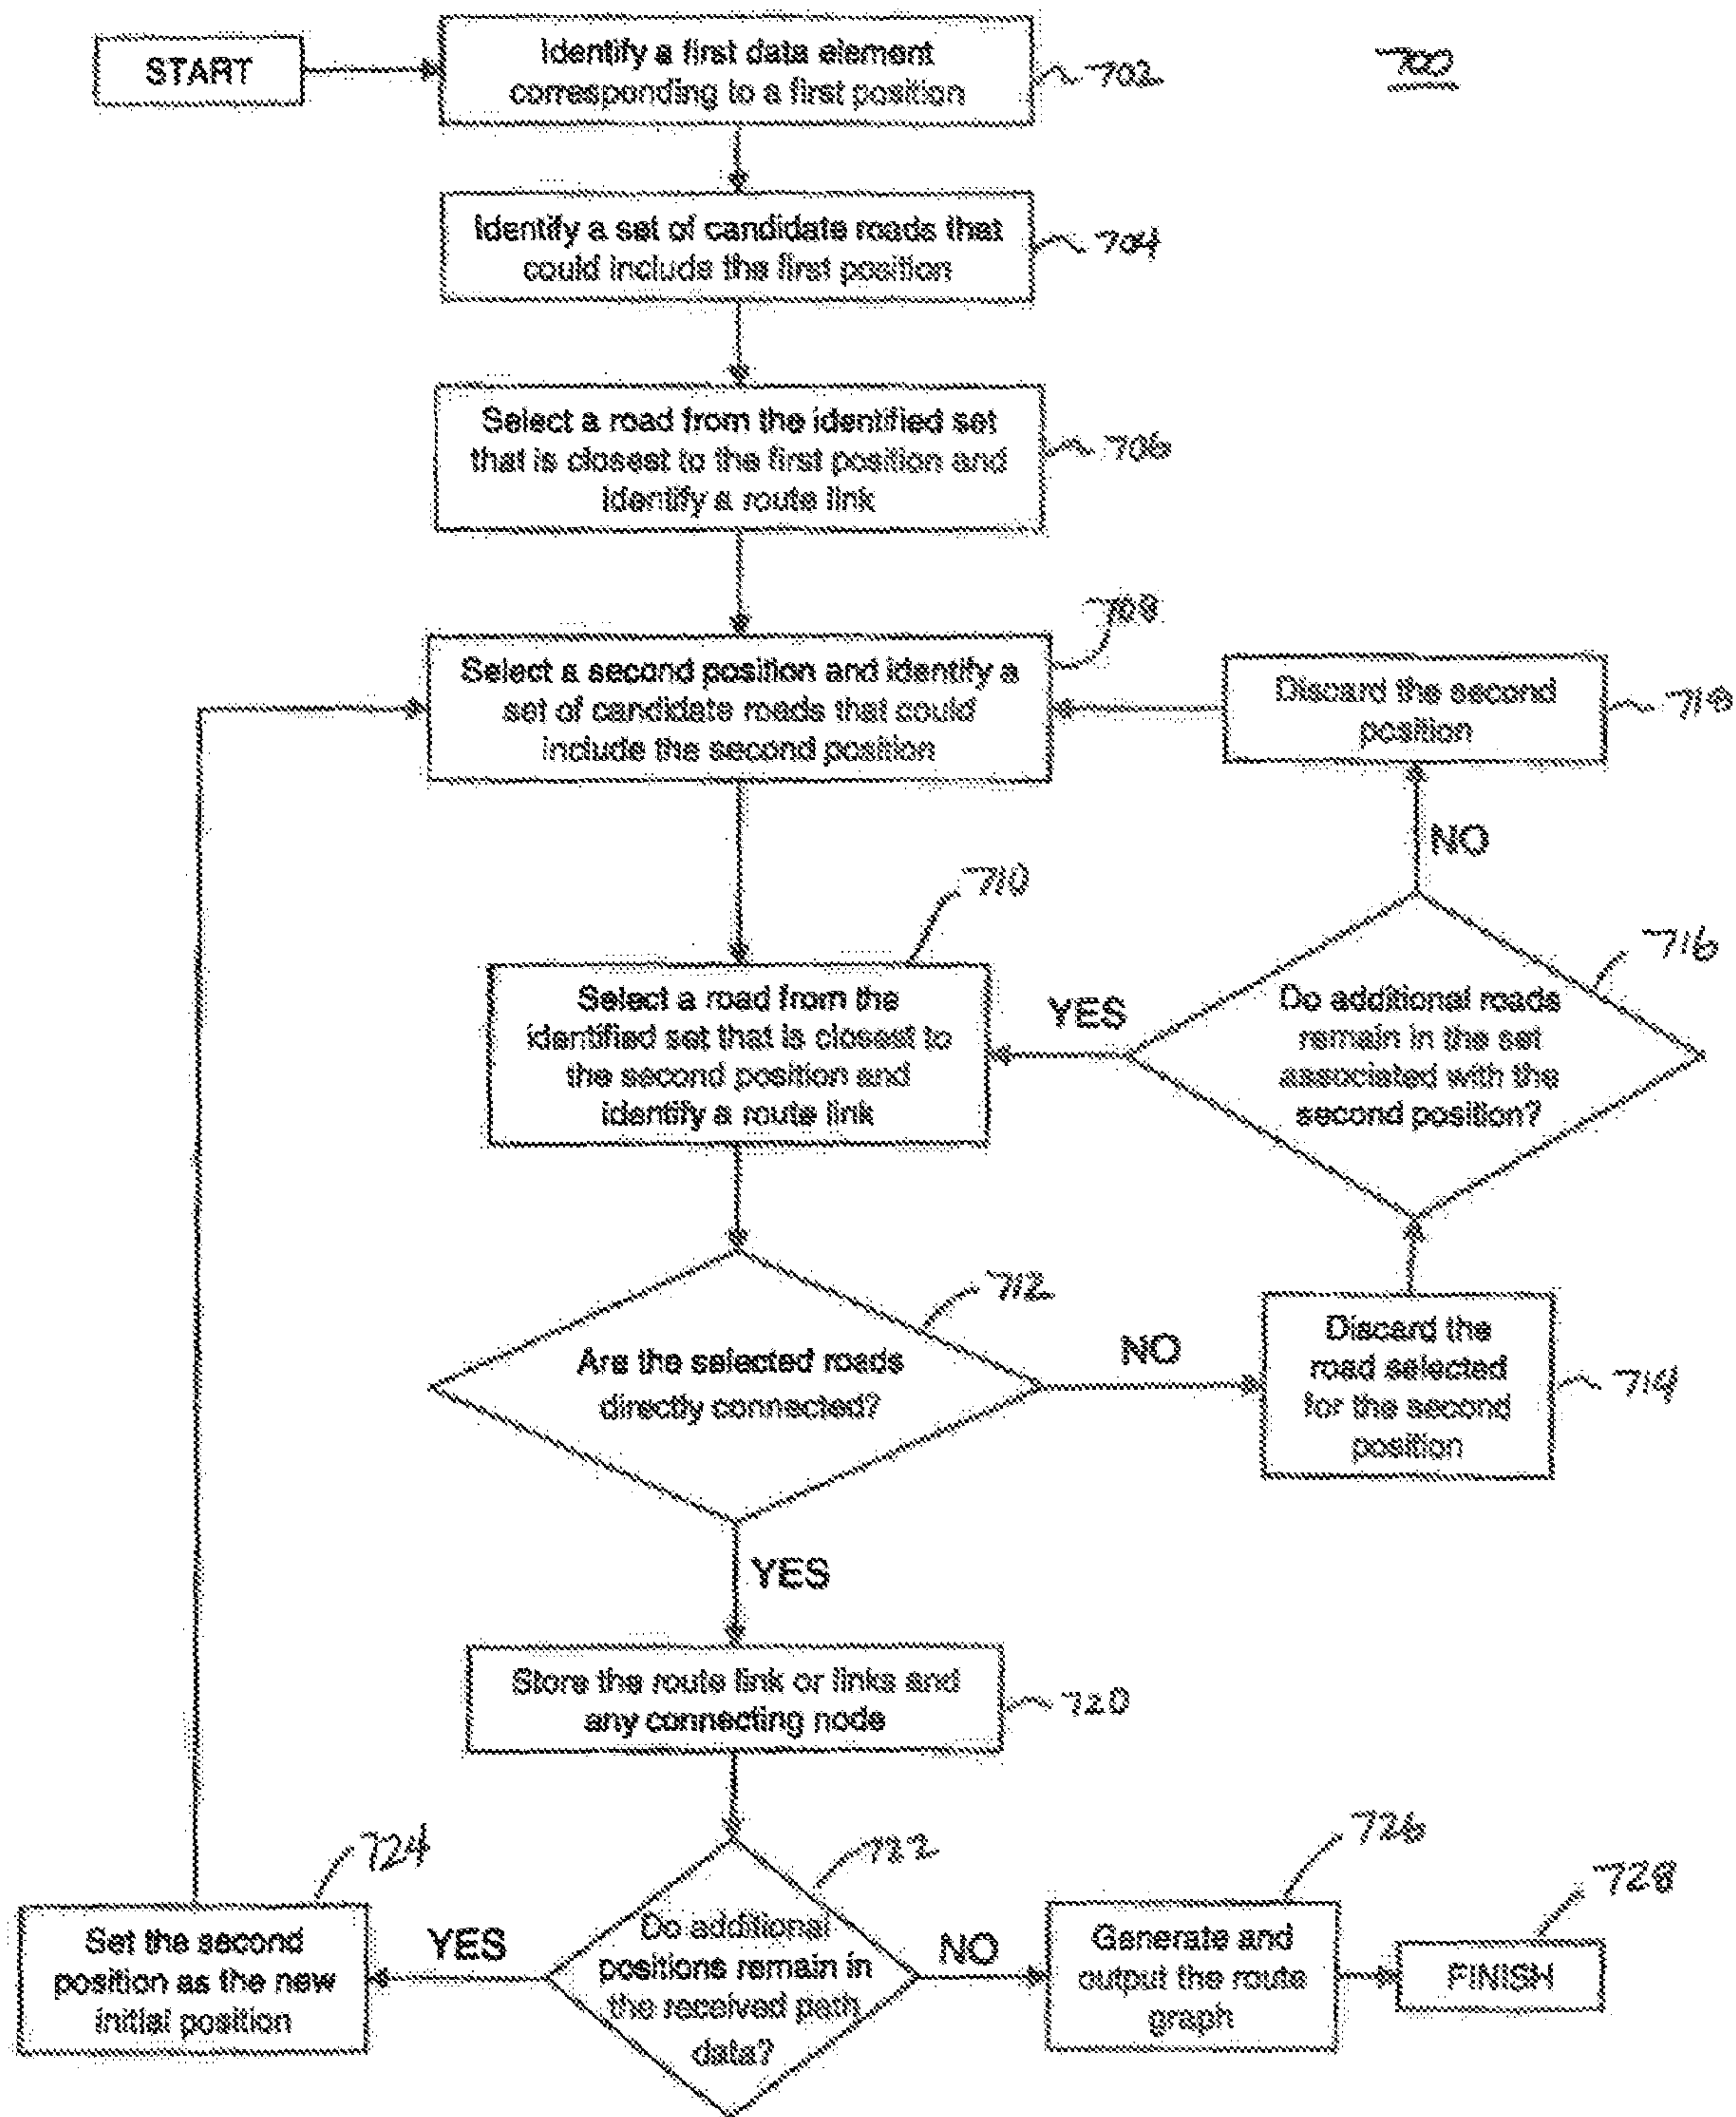 START
Identify a first data element
corresponding to a first position
702
700
Identify a set of candidate roads that
could include the first position
704
Select a road from the identified set
that is closest to the first position and
identify a route link
706
Select a second position and identify a
set of candidate roads that could
include the second position
708
Discard the second
position
718
NO
710
Select a road from the
identified set that is closest to
the second position and
identify a route link
YES
716
Do additional roads
remain in the set
associated with the
second position?
712
Are the selected roads
directly connected?
NO
Discard the
road selected
for the second
position
714
YES
Store the route link or links and
any connecting node
720
724
Set the second
position as the new
initial position
YES
722
Do additional
positions remain in
the received path
data?
NO
726
Generate and
output the route
graph
728
FINISH